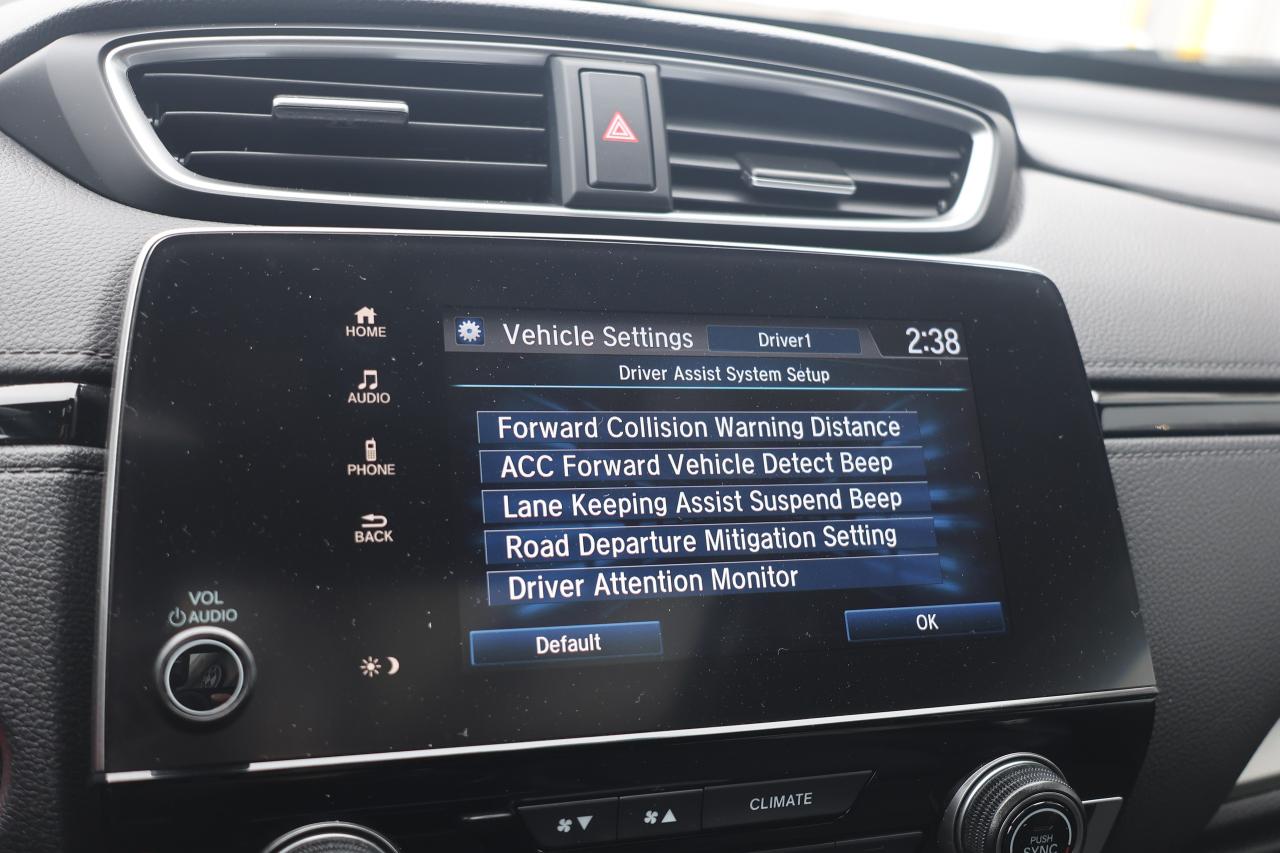 HOME
AUDIO
PHONE
BACK
VOL
AUDIO
Vehicle Settings
Driver1
2:38
Driver Assist System Setup
Forward Collision Warning Distance
ACC Forward Vehicle Detect Beep
Lane Keeping Assist Suspend Beep
Road Departure Mitigation Setting
Driver Attention Monitor
Default
OK
CLIMATE
PUSH
SYNC